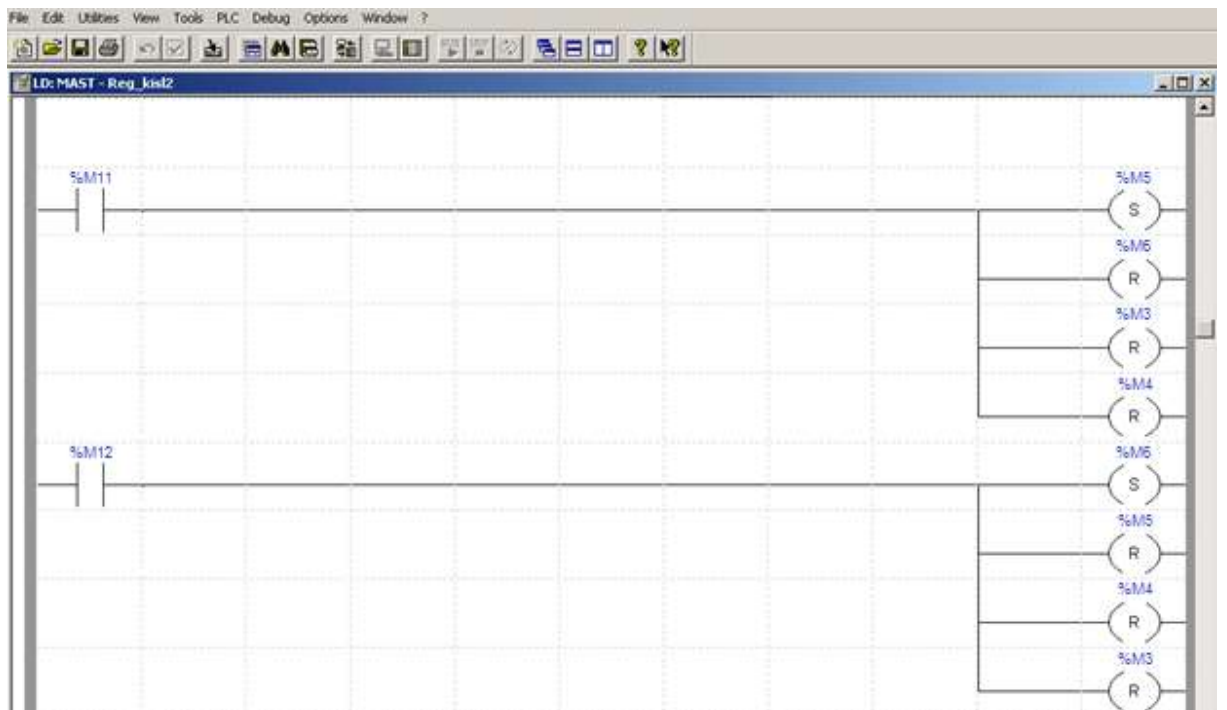 File Edit Utilities View Tools PLC Debug Options Window ?
LD: MAST - Reg_kisl2
%M11
%M5
S
%M6
R
%M3
R
%M4
R
%M12
%M6
S
%M5
R
%M4
R
%M3
R